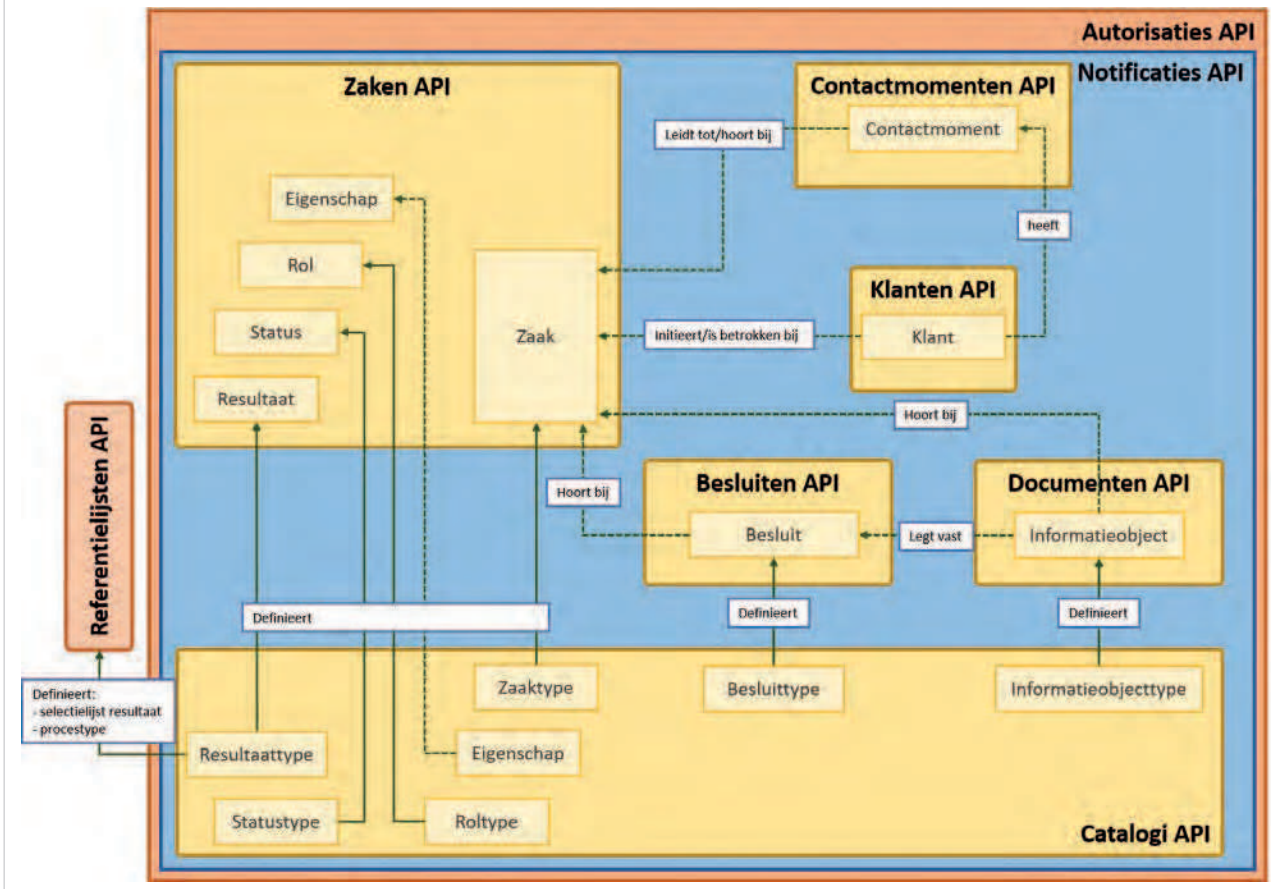 Autorisaties API
Notificaties API
Zaken API
Contactmomenten API
Leidt tot/hoort bij
Contactmoment
Eigenschap
heeft
Rol
Klanten API
Status
Zaak
Initieert/is betrokken bij
Klant
Resultaat
Hoort bij
Referentielijsten API
Besluiten API
Documenten API
Hoort bij
Besluit
Legt vast
Informatieobject
Definieert
Definieert
Definieert
Zaaktype
Besluittype
Informatieobjecttype
Definieert:
- selectielijst resultaat
- procestype
Resultaattype
Eigenschap
Statustype
Roltype
Catalogi API